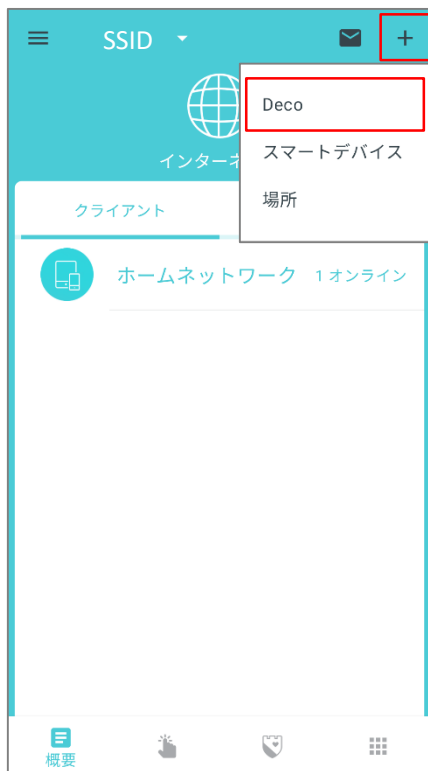 SSID
Deco
スマートデバイス
場所
インターネ
クライアント
ホームネットワーク 1 オンライン
概要